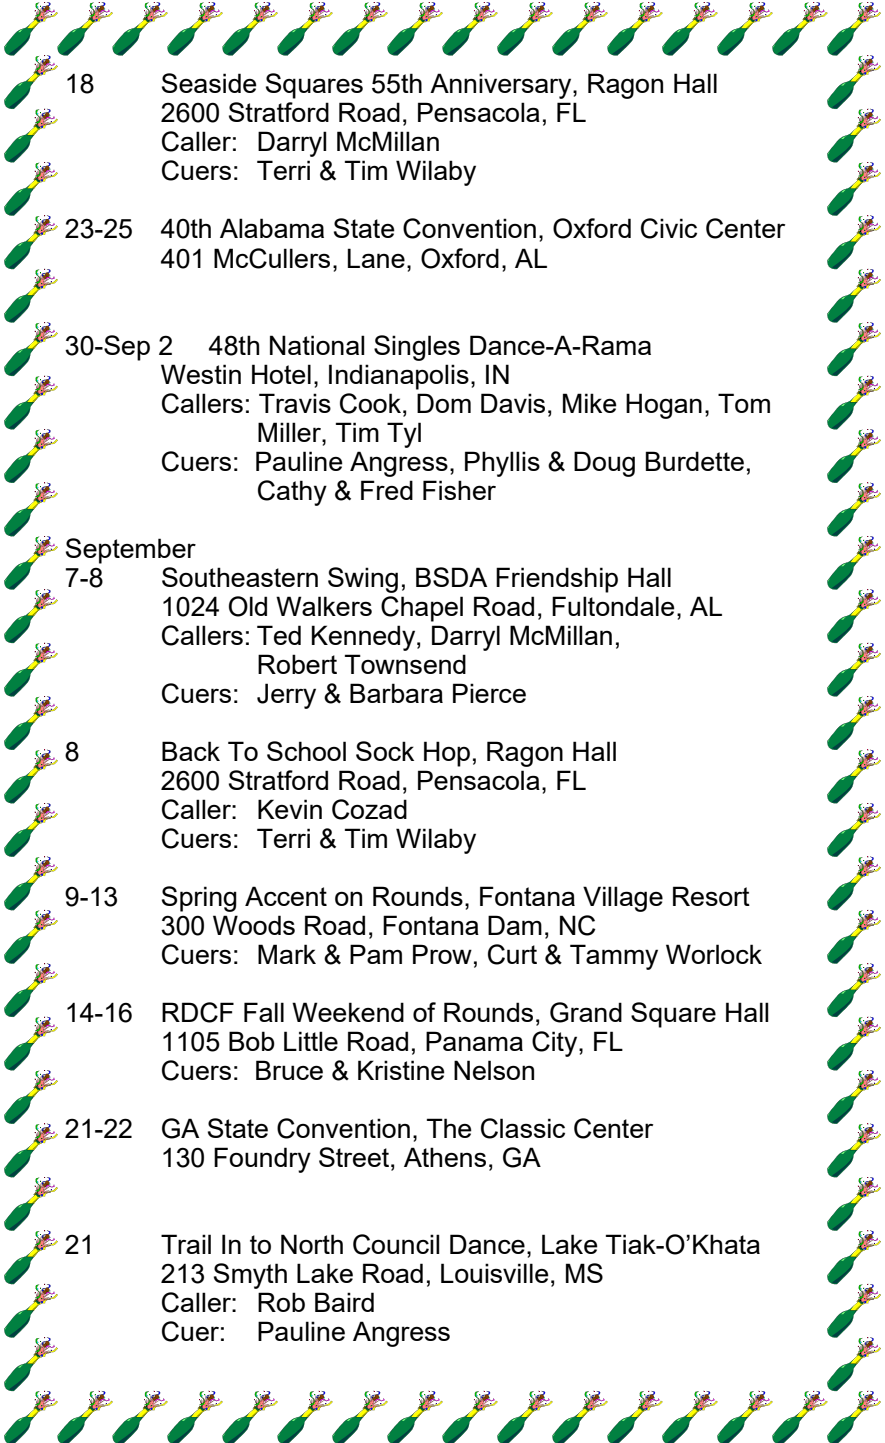 18 Seaside Squares 55th Anniversary, Ragon Hall
2600 Stratford Road, Pensacola, FL
Caller: Darryl McMillan
Cuers: Terri & Tim Wilaby
23-25 40th Alabama State Convention, Oxford Civic Center
401 McCullers, Lane, Oxford, AL
30-Sep 2 48th National Singles Dance-A-Rama
Westin Hotel, Indianapolis, IN
Callers: Travis Cook, Dom Davis, Mike Hogan, Tom
Miller, Tim Tyl
Cuers: Pauline Angress, Phyllis & Doug Burdette,
Cathy & Fred Fisher
September
7-8 Southeastern Swing, BSDA Friendship Hall
1024 Old Walkers Chapel Road, Fultondale, AL
Callers: Ted Kennedy, Darryl McMillan,
Robert Townsend
Cuers: Jerry & Barbara Pierce
8 Back To School Sock Hop, Ragon Hall
2600 Stratford Road, Pensacola, FL
Caller: Kevin Cozad
Cuers: Terri & Tim Wilaby
9-13 Spring Accent on Rounds, Fontana Village Resort
300 Woods Road, Fontana Dam, NC
Cuers: Mark & Pam Prow, Curt & Tammy Worlock
14-16 RDCF Fall Weekend of Rounds, Grand Square Hall
1105 Bob Little Road, Panama City, FL
Cuers: Bruce & Kristine Nelson
21-22 GA State Convention, The Classic Center
130 Foundry Street, Athens, GA
21 Trail In to North Council Dance, Lake Tiak-O’Khata
213 Smyth Lake Road, Louisville, MS
Caller: Rob Baird
Cuer: Pauline Angress